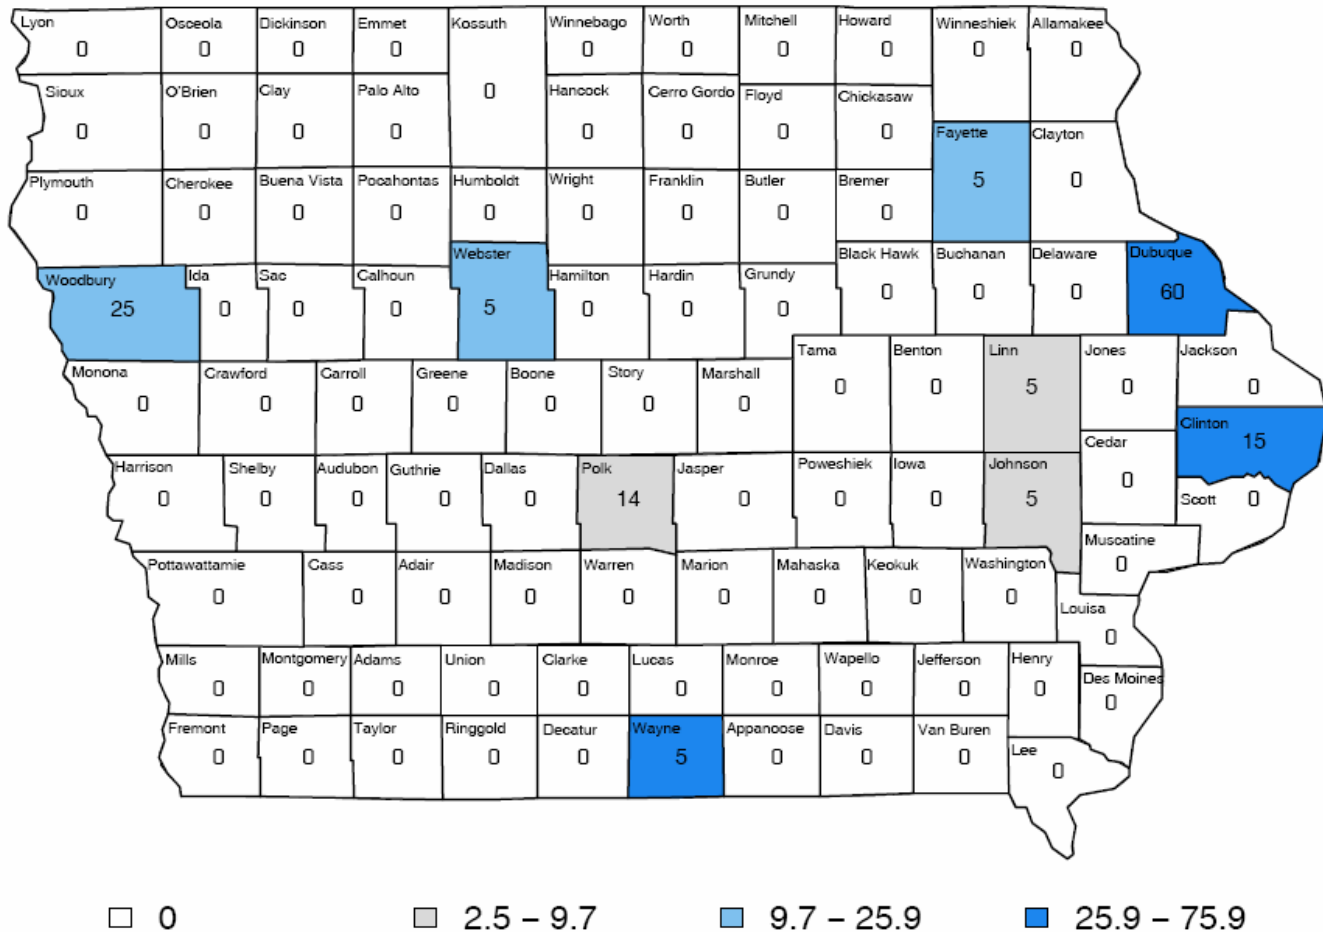 Lyon Osceola Dickinson Emmet Kossuth Winnebago Worth Mitchell Howard Winneshiek Allamakee
0 0 0 0 0 0 0 0 0 0 0
Sioux O'Brien Clay Palo Alto Hancock Cerro Gordo Floyd Chickasaw
0 0 0 0 0 0 0 0
Fayette Clayton
5 0
Plymouth Cherokee Buena Vista Pocahontas Humboldt Wright Franklin Butler Bremer
0 0 0 0 0 0 0 0 0
Woodbury Ida Sac Calhoun Webster Hamilton Hardin Grundy Black Hawk Buchanan Delaware Dubuque
25 0 0 0 5 0 0 0 0 0 0 60
Monona Crawford Carroll Greene Boone Story Marshall Tama Benton Linn Jones Jackson
0 0 0 0 0 0 0 0 0 5 0 0
Clinton
15
Cedar
0
Harrison Shelby Audubon Guthrie Dallas Polk Jasper Poweshiek Iowa Johnson Scott
0 0 0 0 0 14 0 0 0 5 0
Muscatine
0
Pottawattamie Cass Adair Madison Warren Marion Mahaska Keokuk Washington
0 0 0 0 0 0 0 0 0
Louisa
0
Mills Montgomery Adams Union Clarke Lucas Monroe Wapello Jefferson Henry Des Moines
0 0 0 0 0 0 0 0 0 0 0
Fremont Page Taylor Ringgold Decatur Wayne Appanoose Davis Van Buren Lee
0 0 0 0 0 5 0 0 0 0
0 2.5 – 9.7 9.7 – 25.9 25.9 – 75.9